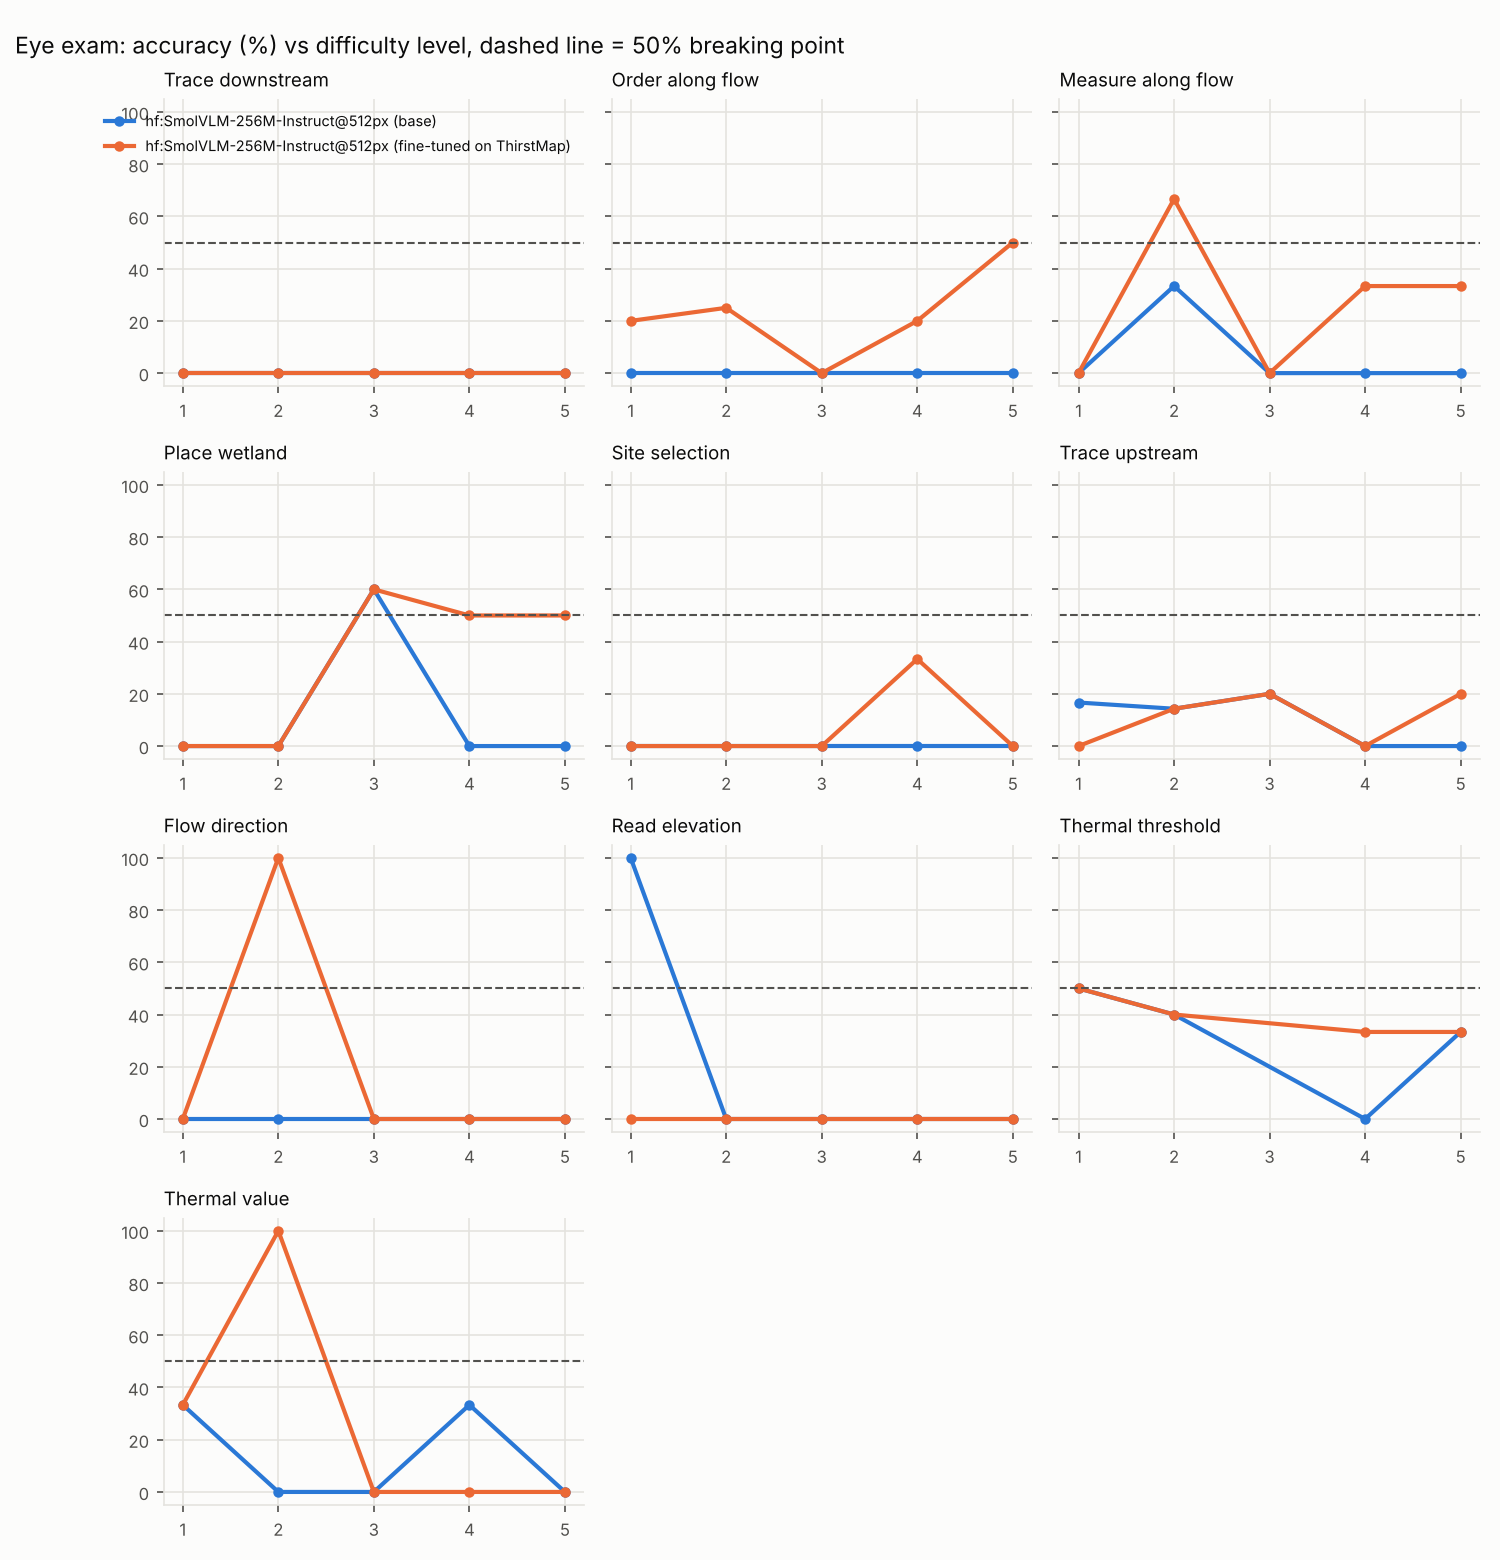 Eye exam: accuracy (%) vs difficulty level, dashed line = 50% breaking point
Trace downstream
Order along flow
Measure along flow
100
hf:SmolVLM-256M-Instruct@512px (base)
hf:SmolVLM-256M-Instruct@512px (fine-tuned on ThirstMap)
80
60
40
20
0
1 2 3 4 5
1 2 3 4 5
1 2 3 4 5
Place wetland
Site selection
Trace upstream
100
80
60
40
20
0
1 2 3 4 5
1 2 3 4 5
1 2 3 4 5
Flow direction
Read elevation
Thermal threshold
100
80
60
40
20
0
1 2 3 4 5
1 2 3 4 5
1 2 3 4 5
Thermal value
100
80
60
40
20
0
1 2 3 4 5